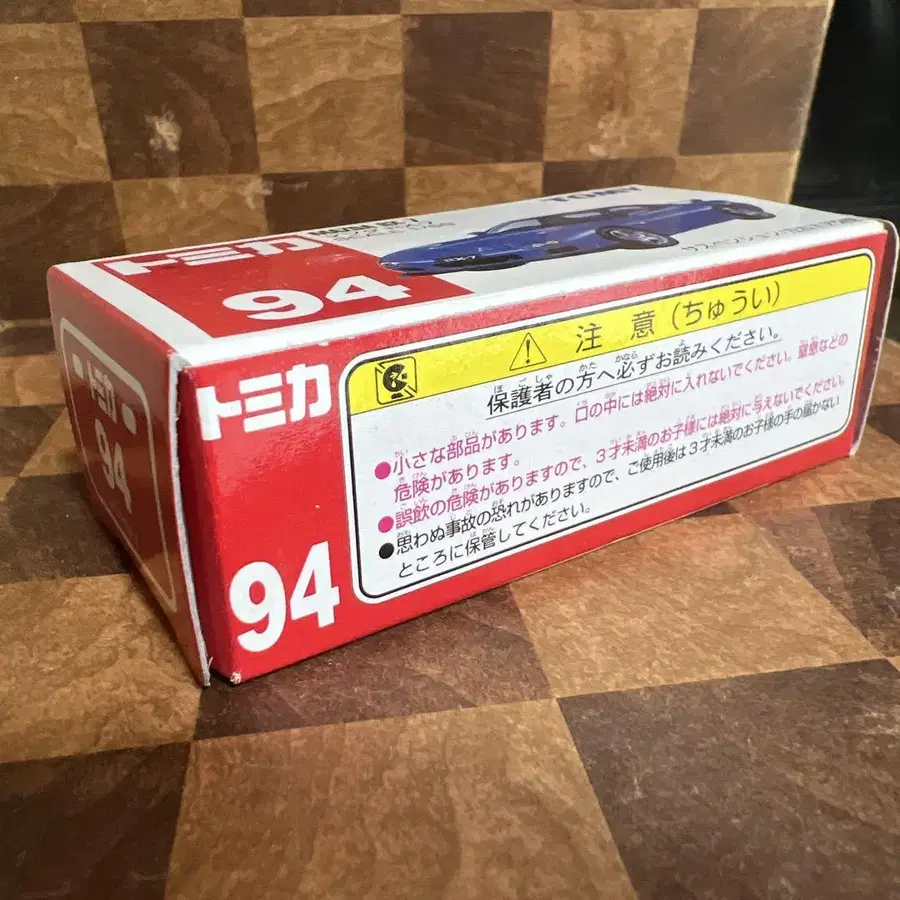 トミカ
94
TOMY
トミカ
94
トミカ
94
注意(ちゅうい)
保護者の方へ必ずお読みください。
●小さな部品があります。口の中には絶対に入れないでください。窒息などの
危険があります。
●誤飲の危険がありますので、3才未満のお子様には絶対に与えないでください。
●思わぬ事故の恐れがありますので、ご使用後は3才未満のお子様の手の届かない
ところに保管してください。